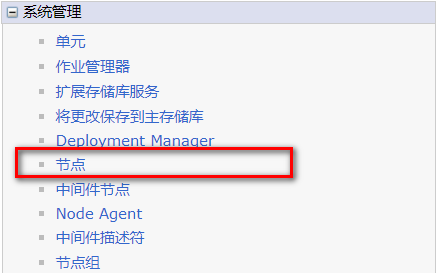 系统管理
单元
作业管理器
扩展存储库服务
将更改保存到主存储库
Deployment Manager
节点
中间件节点
Node Agent
中间件描述符
节点组